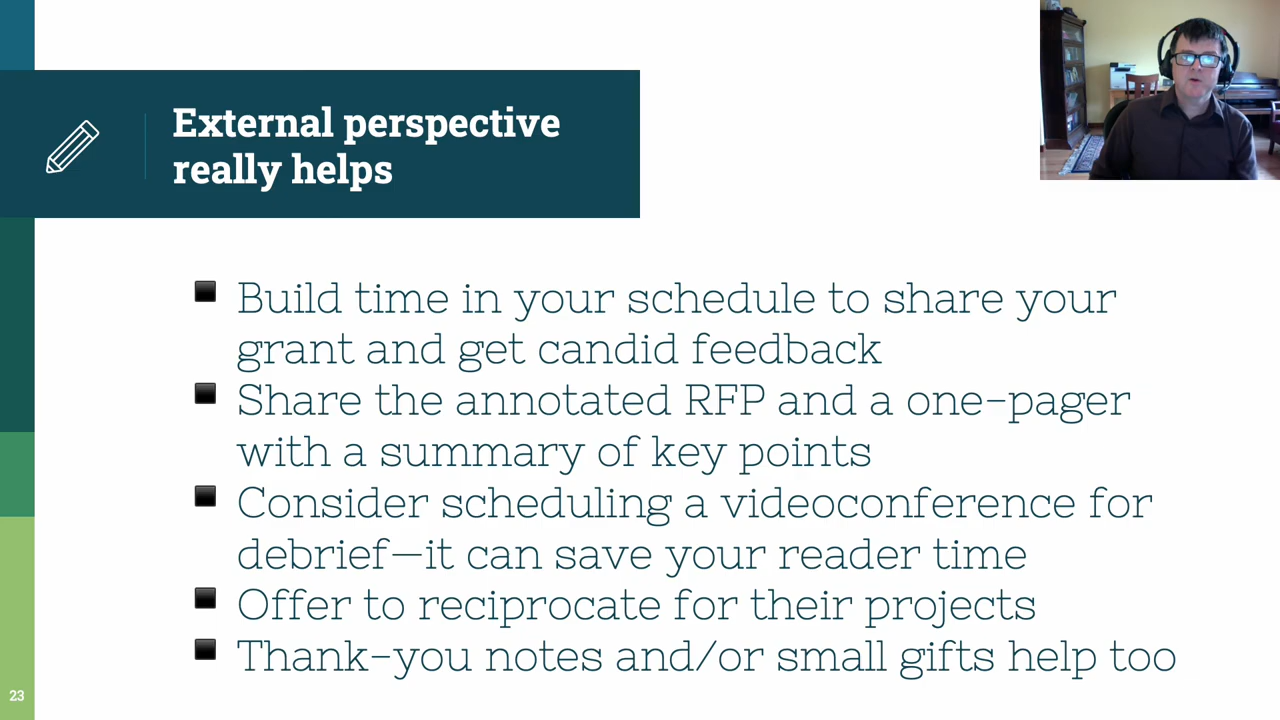 External perspective
really helps
Build time in your schedule to share your
grant and get candid feedback
Share the annotated RFP and a one-pager
with a summary of key points
Consider scheduling a videoconference for
debrief—it can save your reader time
Offer to reciprocate for their projects
Thank-you notes and/or small gifts help too
23